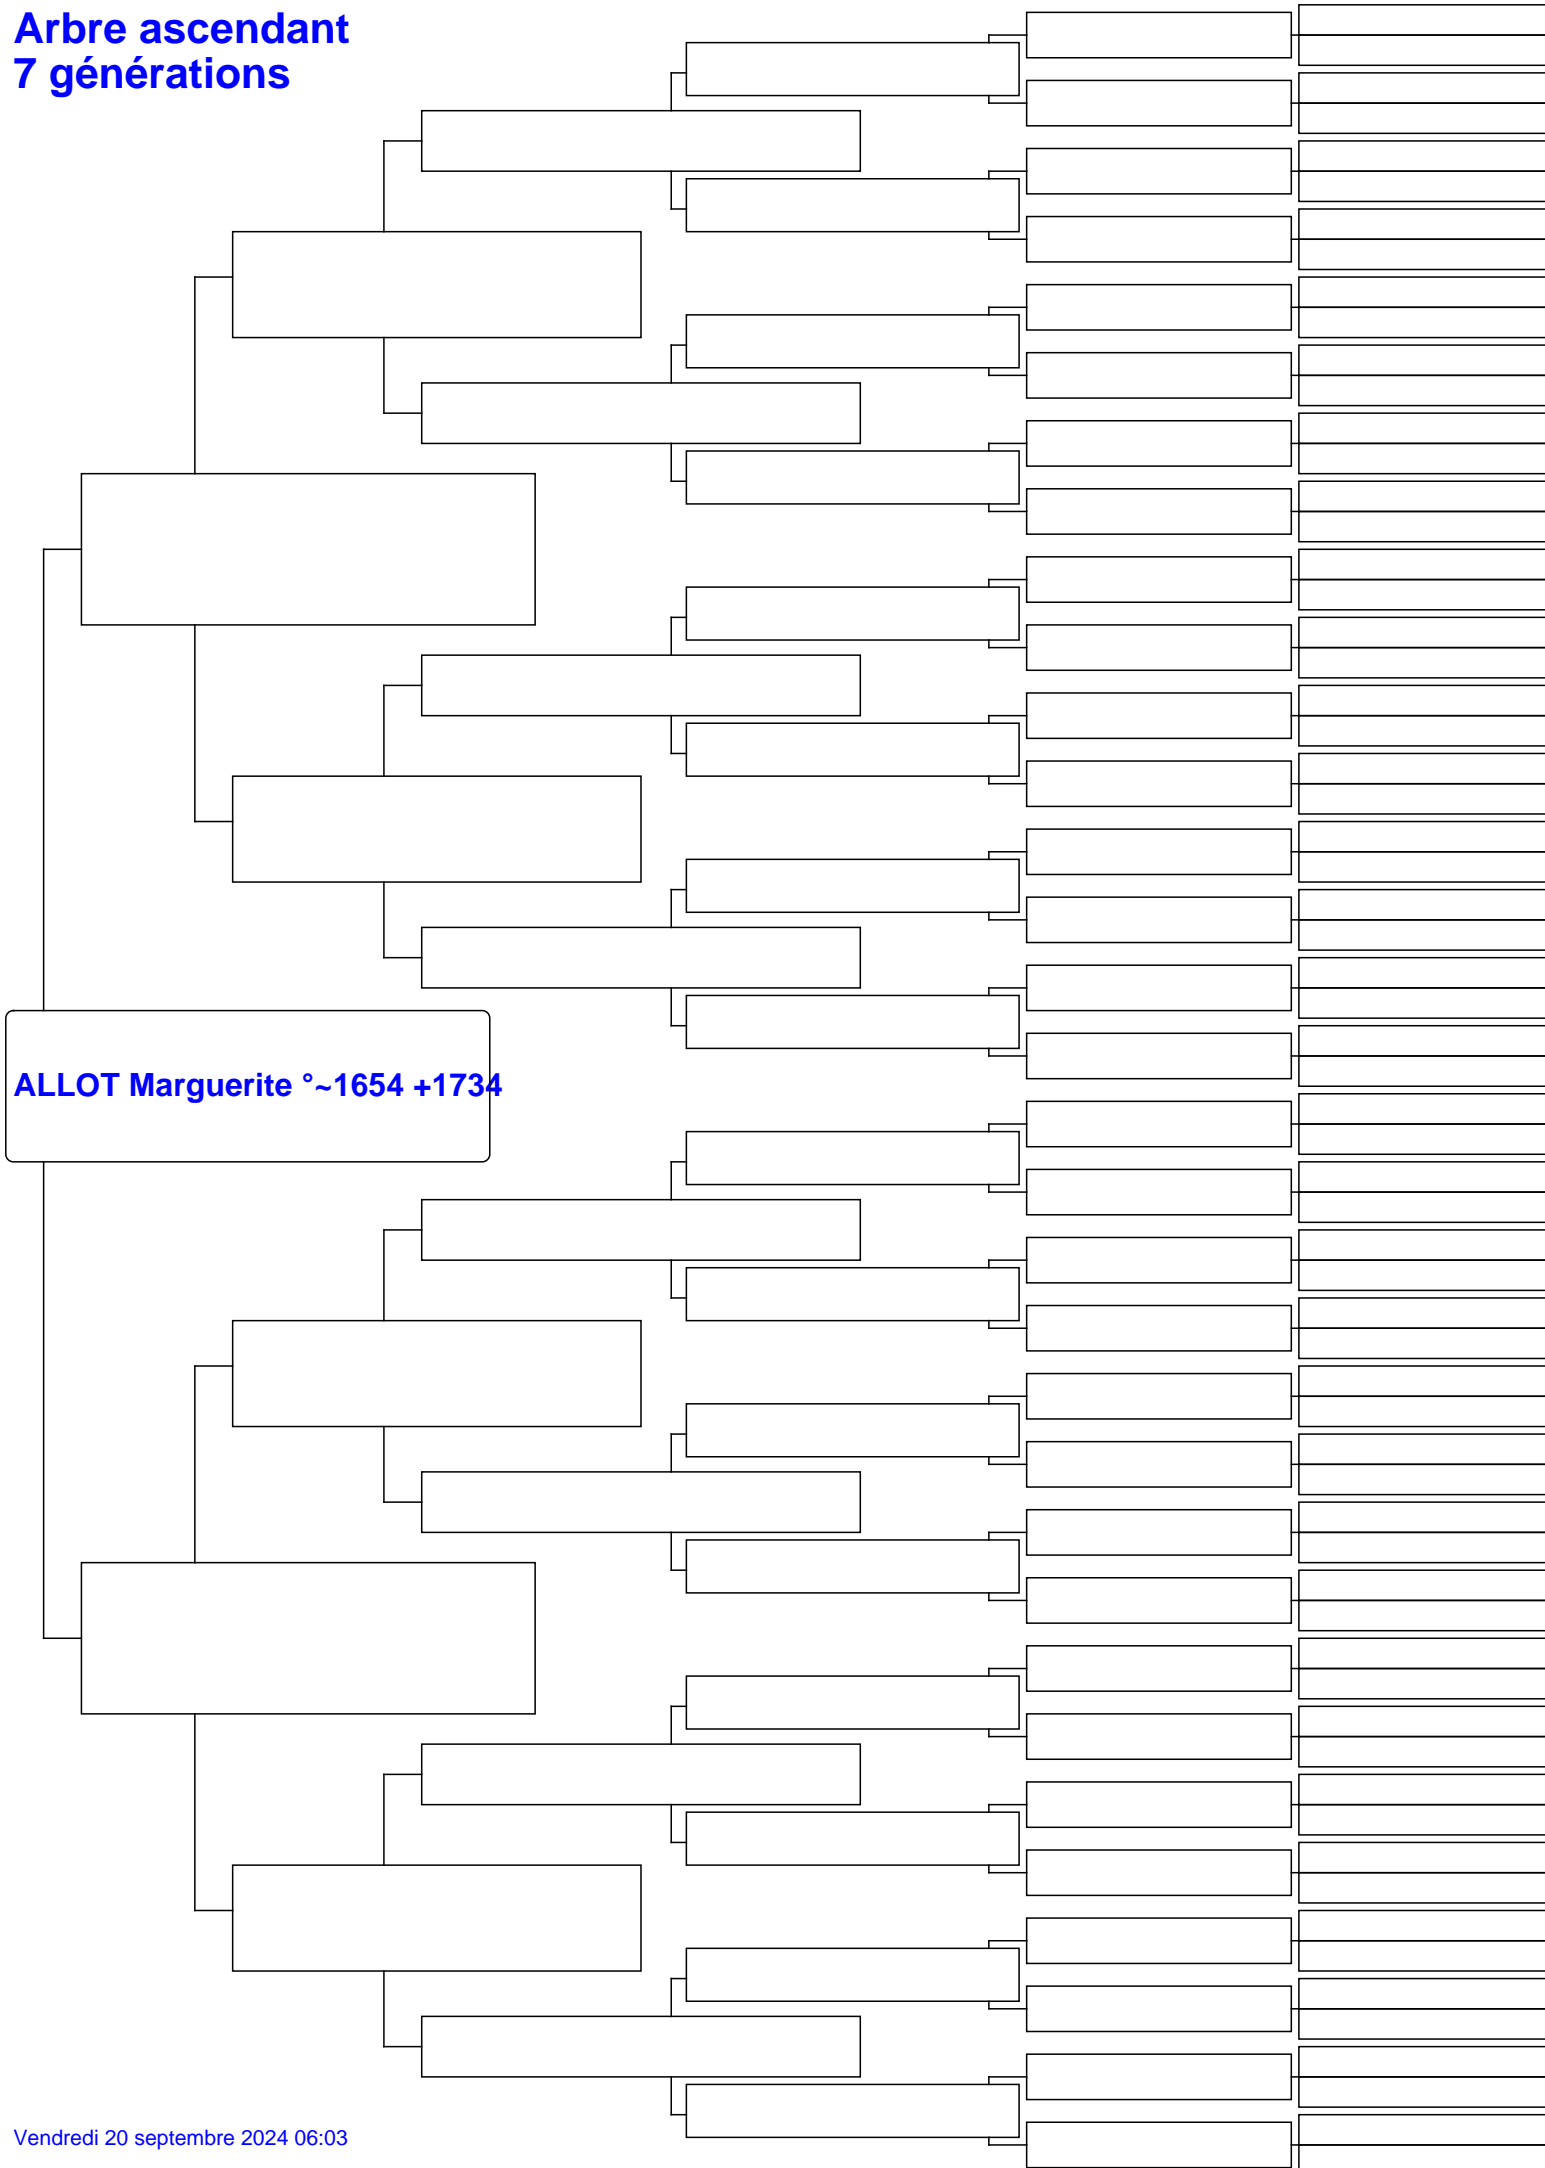 Arbre ascendant
7 générations
ALLOT Marguerite °~1654 +1734
Vendredi 20 septembre 2024 06:03